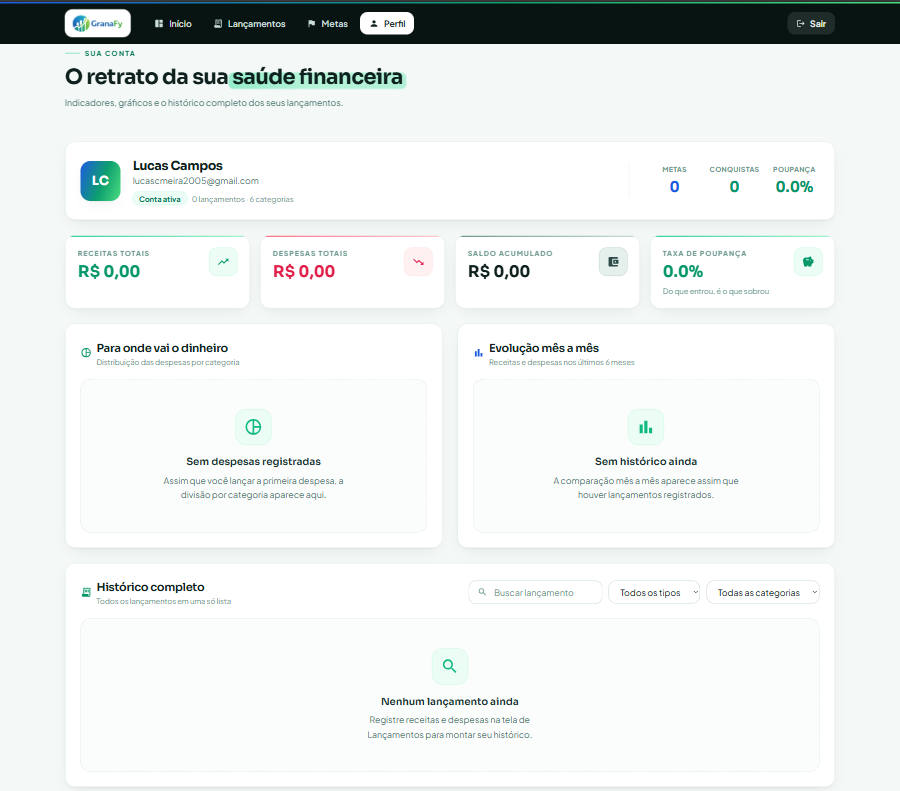 GranaFy
Início
Lançamentos
Metas
Perfil
Sair
SUA CONTA
O retrato da sua saúde financeira
Indicadores, gráficos e o histórico completo dos seus lançamentos.
LC
Lucas Campos
lucascmeira2005@gmail.com
Conta ativa
0 lançamentos · 6 categorias
METAS
0
CONQUISTAS
0
POUPANÇA
0.0%
RECEITAS TOTAIS
R$ 0,00
DESPESAS TOTAIS
R$ 0,00
SALDO ACUMULADO
R$ 0,00
TAXA DE POUPANÇA
0.0%
Do que entrou, é o que sobrou
Para onde vai o dinheiro
Distribuição das despesas por categoria
Sem despesas registradas
Assim que você lançar a primeira despesa, a
divisão por categoria aparece aqui.
Evolução mês a mês
Receitas e despesas nos últimos 6 meses
Sem histórico ainda
A comparação mês a mês aparece assim que
houver lançamentos registrados.
Histórico completo
Todos os lançamentos em uma só lista
Buscar lançamento
Todos os tipos
Todas as categorias
Nenhum lançamento ainda
Registre receitas e despesas na tela de
Lançamentos para montar seu histórico.